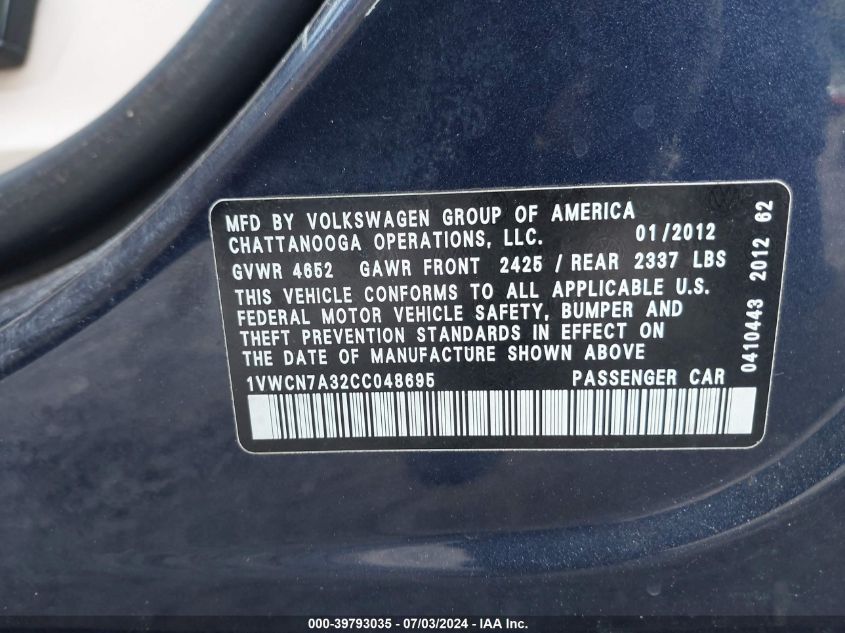 MFD BY VOLKSWAGEN GROUP OF AMERICA
CHATTANOOGA OPERATIONS, LLC. 01/2012
GVWR 4652 GAWR FRONT 2425 / REAR 2337 LBS
THIS VEHICLE CONFORMS TO ALL APPLICABLE U.S.
FEDERAL MOTOR VEHICLE SAFETY, BUMPER AND
THEFT PREVENTION STANDARDS IN EFFECT ON
THE DATE OF MANUFACTURE SHOWN ABOVE
1VWCN7A32CC048695 PASSENGER CAR
0410443 2012 62
000-39793035 - 07/03/2024 - IAAI.com